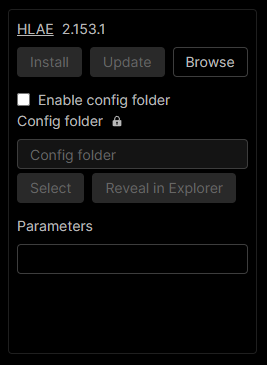 HLAE 2.153.1
Install Update Browse
Enable config folder
Config folder
Config folder
Select Reveal in Explorer
Parameters